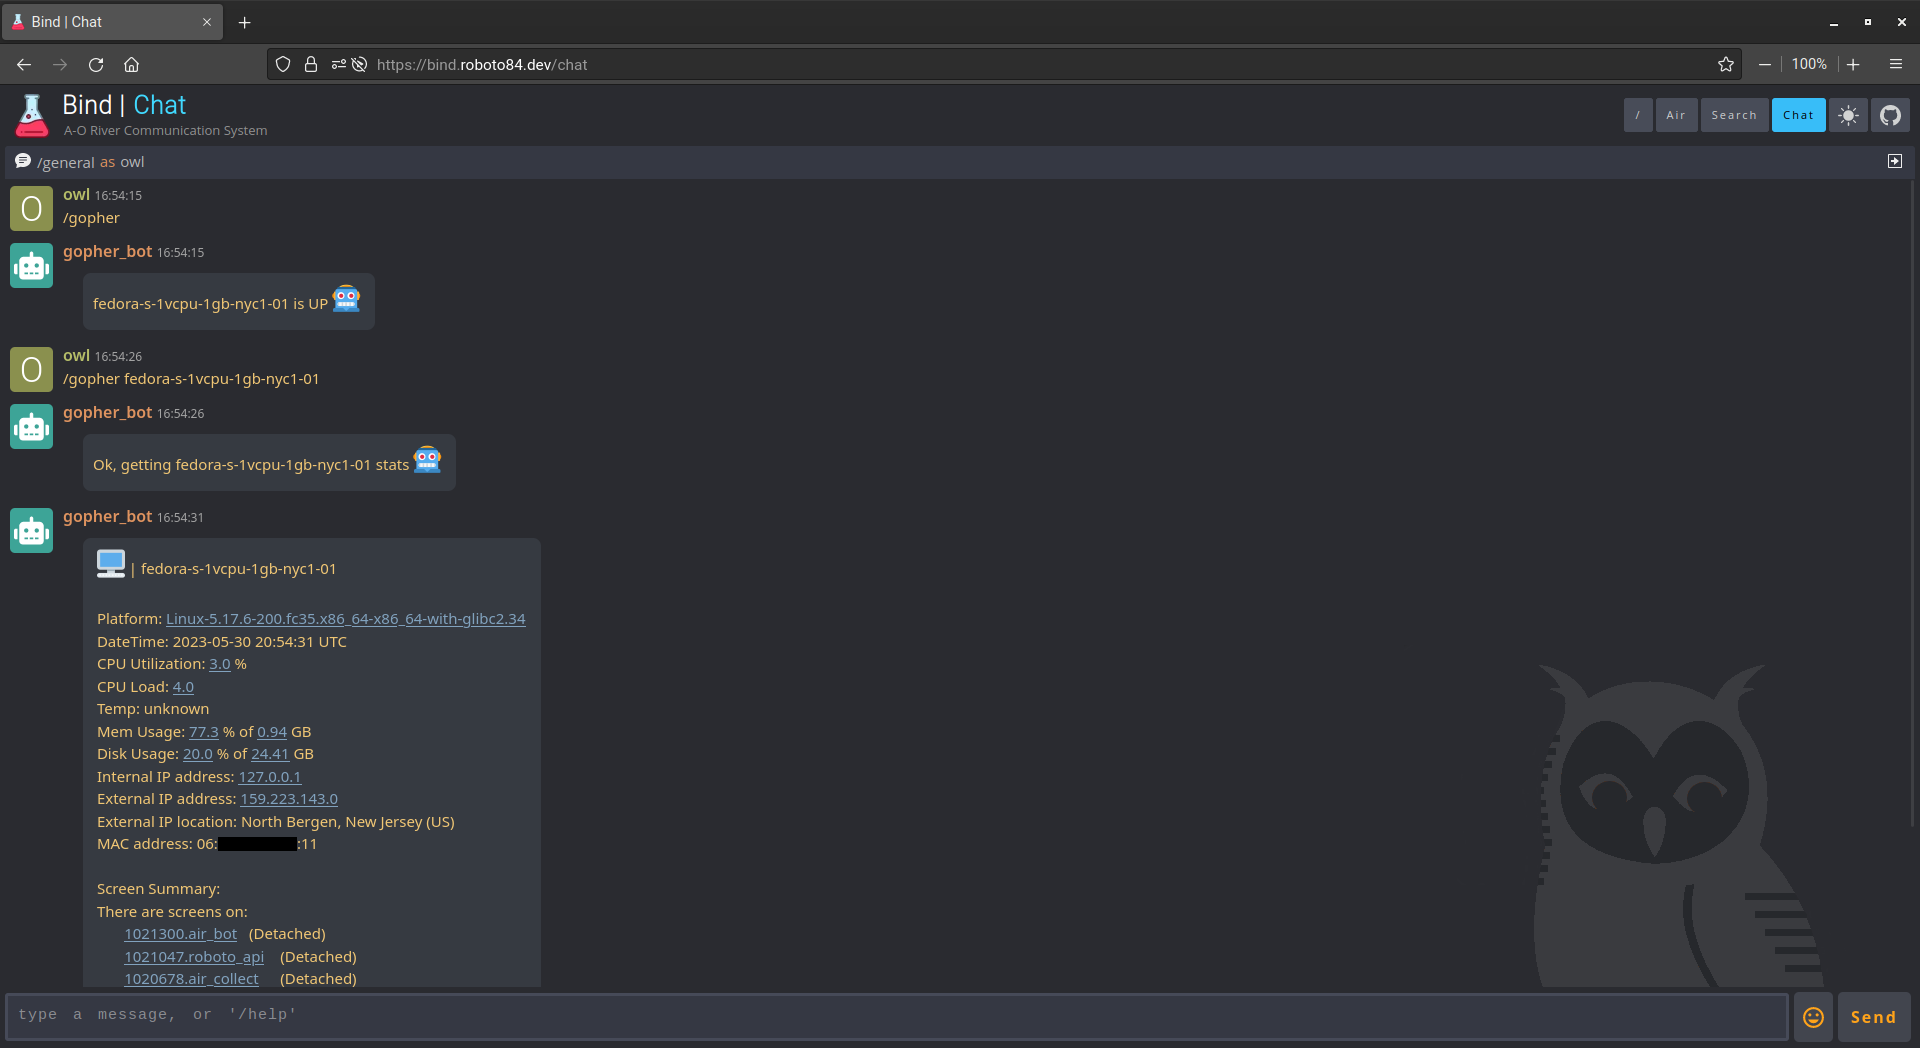 Bind | Chat
https://bind.roboto84.dev/chat
100%
Bind | Chat
A-O River Communication System
/
Air
Search
Chat
/general as owl
O
owl 16:54:15
/gopher
gopher_bot 16:54:15
fedora-s-1vcpu-1gb-nyc1-01 is UP
O
owl 16:54:26
/gopher fedora-s-1vcpu-1gb-nyc1-01
gopher_bot 16:54:26
Ok, getting fedora-s-1vcpu-1gb-nyc1-01 stats
gopher_bot 16:54:31
| fedora-s-1vcpu-1gb-nyc1-01
Platform: Linux-5.17.6-200.fc35.x86_64-x86_64-with-glibc2.34
DateTime: 2023-05-30 20:54:31 UTC
CPU Utilization: 3.0 %
CPU Load: 4.0
Temp: unknown
Mem Usage: 77.3 % of 0.94 GB
Disk Usage: 20.0 % of 24.41 GB
Internal IP address: 127.0.0.1
External IP address: 159.223.143.0
External IP location: North Bergen, New Jersey (US)
MAC address: 06: :11
Screen Summary:
There are screens on:
1021300.air_bot (Detached)
1021047.roboto_api (Detached)
1020678.air_collect (Detached)
type a message, or '/help'
Send